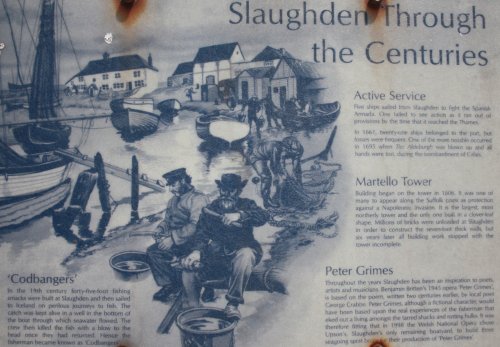 Slaughden Through
the Centuries
Active Service
Five ships sailed from Slaughden to fight the Spanish
Armada. One failed to see action as it ran out of
provisions by the time that it reached the Thames.
In 1661, twenty-one ships belonged to the port, but
losses were frequent. One of the more notable occurred
in 1695 when The Aldeburgh was blown up and all
hands were lost, during the bombardment of Calais.
Martello Tower
Building began on the tower in 1808. It was one of
many to appear along the Suffolk coast as protection
against a Napoleonic invasion. It is the largest, most
northerly tower and the only one built in a clover-leaf
shape. Millions of bricks were unloaded at Slaughden
in order to construct the seven-foot thick walls, but
six years later all building work stopped with the
tower incomplete.
'Codbangers'
In the 19th century forty-five-foot fishing
smacks were built at Slaughden and then sailed
to Iceland on perilous journeys to fish. The
catch was kept alive in a well in the bottom of
the boat through which seawater flowed. The
crew then killed the fish with a blow to the
head once they had returned. Hence the
fisherman became known as 'Codbangers'
Peter Grimes
Throughout the years Slaughden has been an inspiration to poets,
artists and musicians. Benjamin Britten's 1945 opera 'Peter Grimes',
is based on the poem, written two centuries earlier, by local poet
George Crabbe. Peter Grimes, although a fictional character, would
have been based upon the real experiences of the fisherman that
eked out a living amongst the tarred shacks and rotting hulks. It was
therefore fitting that in 1998 the Welsh National Opera chose
Upson's, Slaughden's only remaining boatyard, to build three
rowing boats for their production of 'Peter Grimes'.